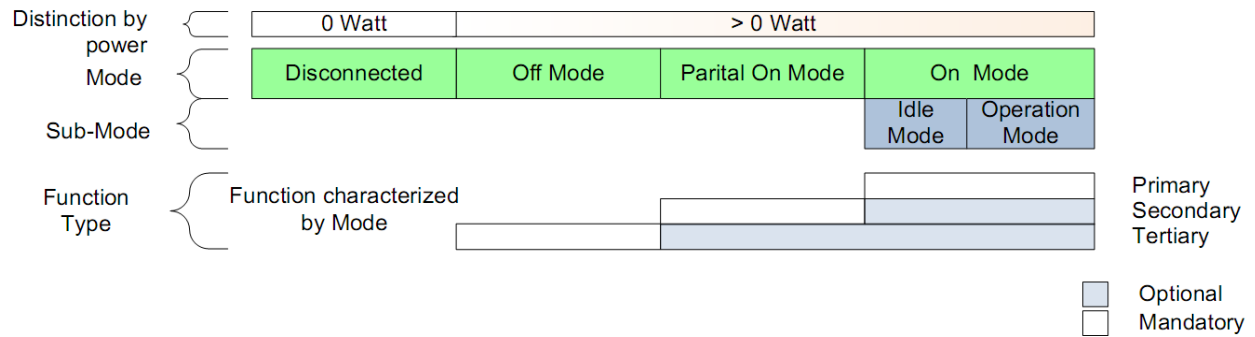 Distinction by
power
0 Watt
> 0 Watt
Mode
Disconnected
Off Mode
Parital On Mode
On Mode
Sub-Mode
Idle
Mode
Operation
Mode
Function
Type
Function characterized
by Mode
Primary
Secondary
Tertiary
Optional
Mandatory